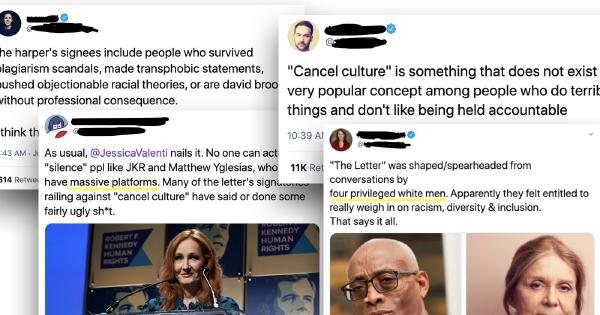 he harper's signees include people who survived
plagiarism scandals, made transphobic statements,
pushed objectionable racial theories, or are david broo
without professional consequence.
think th
:43 AM · J
614 Retwe
"Cancel culture" is something that does not exist
very popular concept among people who do terrib
things and don't like being held accountable
10:39 A
11K Ret
As usual, @JessicaValenti nails it. No one can act
"silence" ppl like JKR and Matthew Yglesias, who
have massive platforms. Many of the letter's signato
railing against "cancel culture" have said or done some
fairly ugly sh*t.
ROBERT F.
KENNEDY
HUMAN
RIGHTS
KENNEDY
HUMAN
RIGHTS
"The Letter" was shaped/spearheaded from
conversations by
four privileged white men. Apparently they felt entitled to
really weigh in on racism, diversity & inclusion.
That says it all.